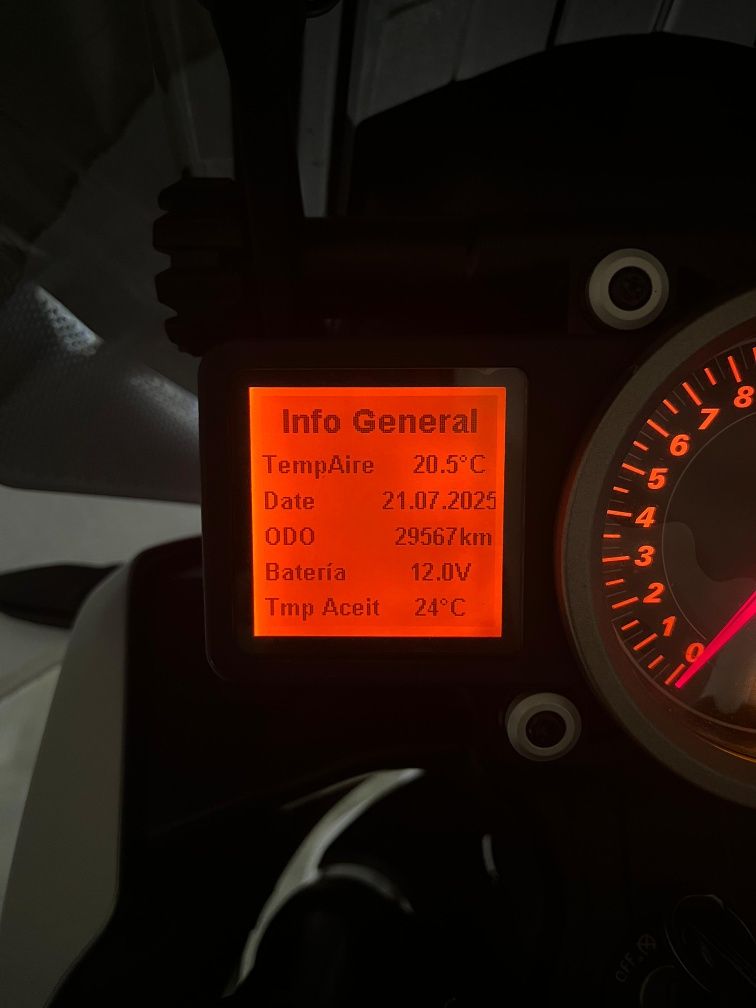 Info General
TempAire 20.5°C
Date 21.07.2025
ODO 29567km
Batería 12.0V
Tmp Aceit 24°C
8
7
6
5
4
3
2
1
0
OFF